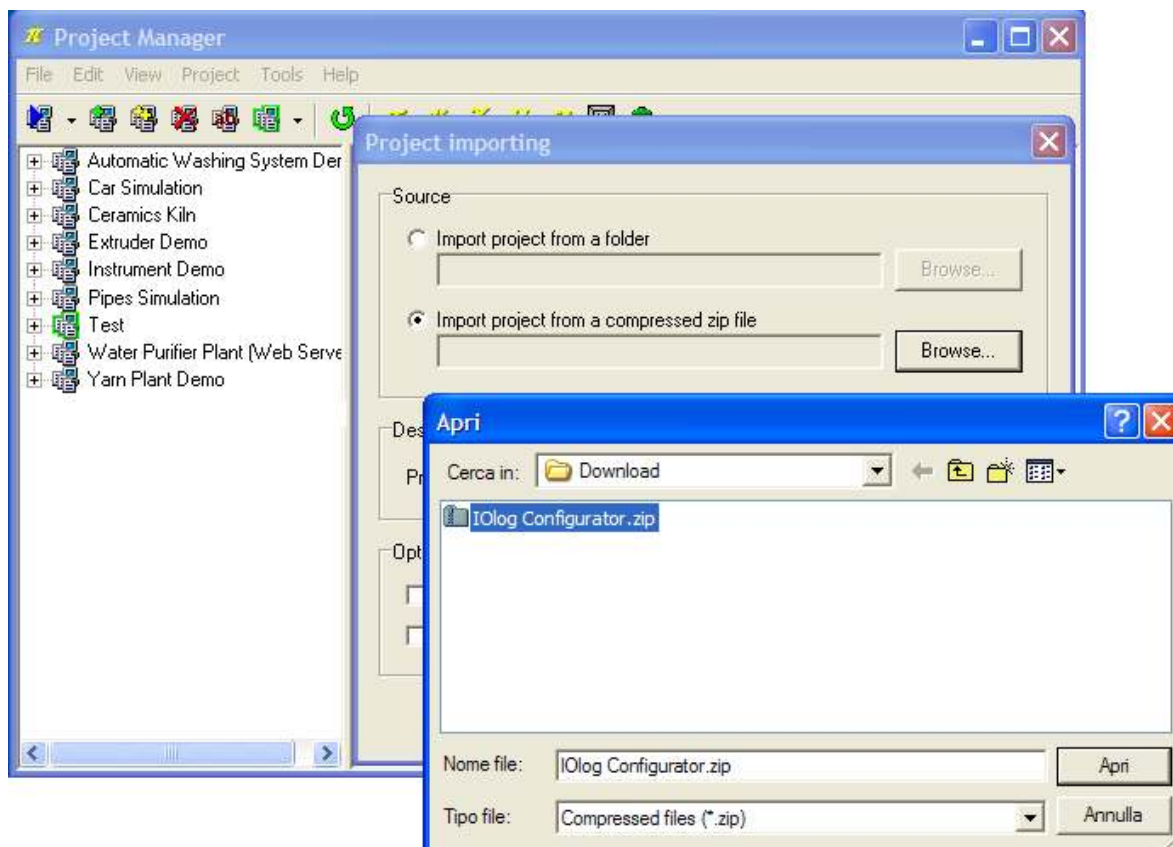 Project Manager
File Edit View Project Tools Help
Automatic Washing System Der
Car Simulation
Ceramics Kiln
Extruder Demo
Instrument Demo
Pipes Simulation
Test
Water Purifier Plant (Web Serve
Yarn Plant Demo
Project importing
Source
Import project from a folder
Browse...
Import project from a compressed zip file
Browse...
Des
Pr
Opt
Apri
Cerca in: Download
IOlog Configurator.zip
Nome file: IOlog Configurator.zip Apri
Tipo file: Compressed files (*.zip) Annulla